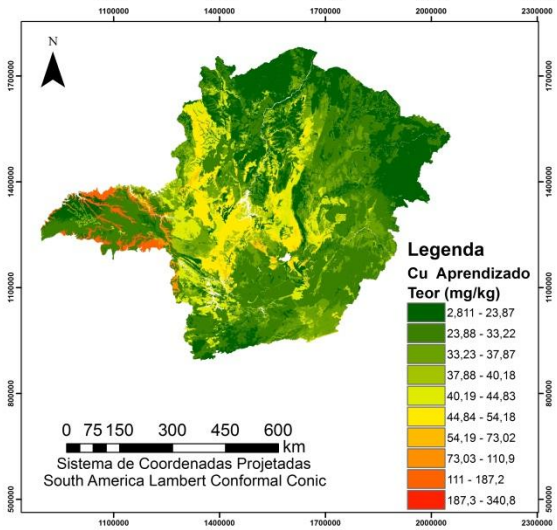 1100000 1400000 1700000 2000000 2300000
N
1700000 1700000
1400000 1400000
1100000 1100000
800000 800000
500000 500000
Legenda
Cu Aprendizado
Teor (mg/kg)
2,811 - 23,87
23,88 - 33,22
33,23 - 37,87
37,88 - 40,18
40,19 - 44,83
44,84 - 54,18
54,19 - 73,02
73,03 - 110,9
111 - 187,2
187,3 - 340,8
0 75 150 300 450 600
km
Sistema de Coordenadas Projetadas
South America Lambert Conformal Conic
1100000 1400000 1700000 2000000 2300000